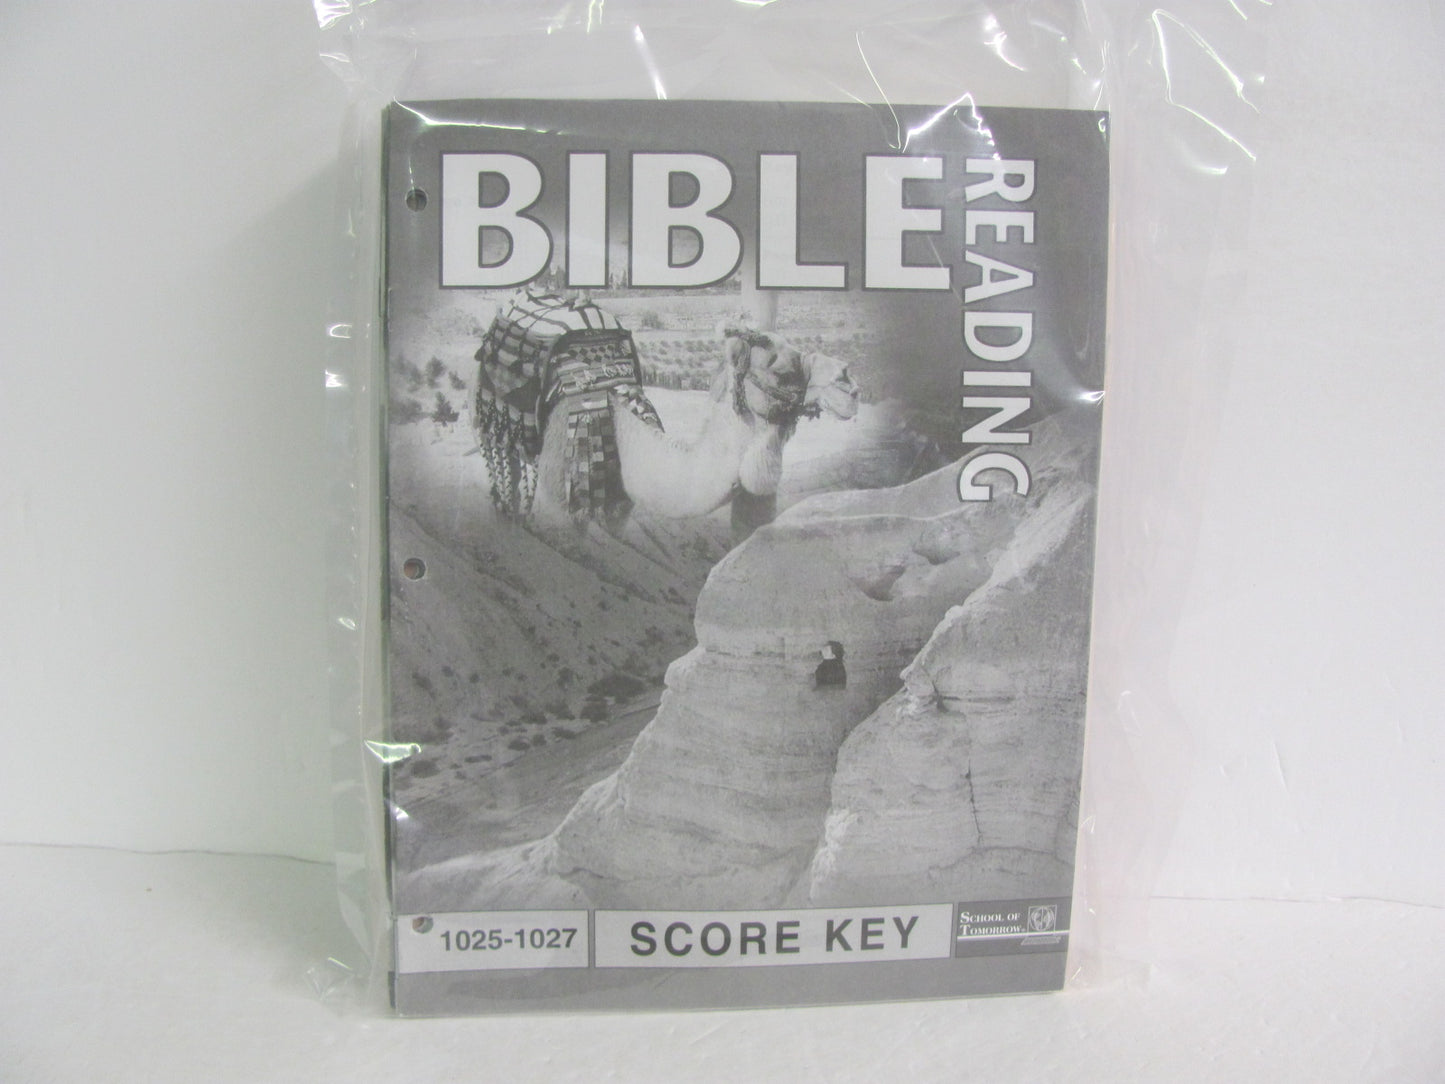 BIBLE
READING
1025-1027
SCORE KEY
SCHOOL OF
TOMORROW®